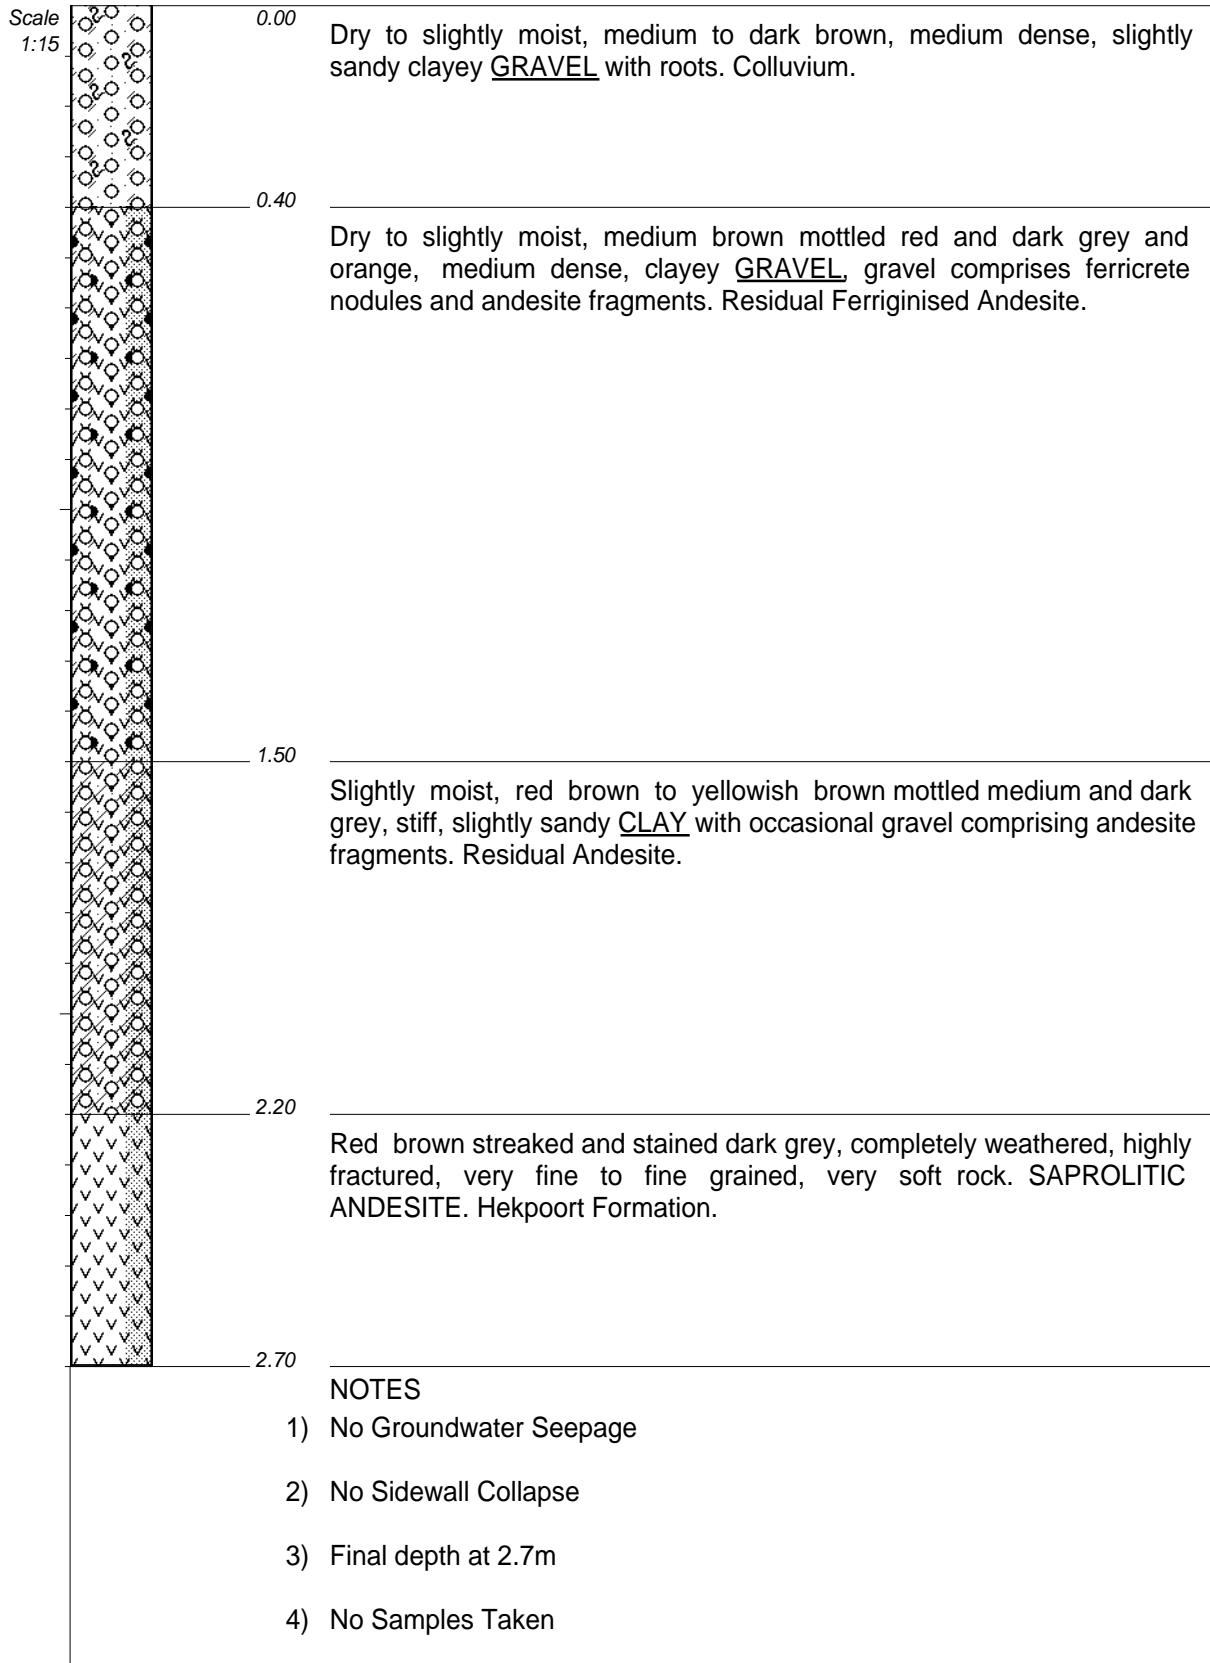 Scale
1:15
0.00
Dry to slightly moist, medium to dark brown, medium dense, slightly
sandy clayey GRAVEL with roots. Colluvium.
0.40
Dry to slightly moist, medium brown mottled red and dark grey and
orange, medium dense, clayey GRAVEL, gravel comprises ferricrete
nodules and andesite fragments. Residual Ferriginised Andesite.
1.50
Slightly moist, red brown to yellowish brown mottled medium and dark
grey, stiff, slightly sandy CLAY with occasional gravel comprising andesite
fragments. Residual Andesite.
2.20
Red brown streaked and stained dark grey, completely weathered, highly
fractured, very fine to fine grained, very soft rock. SAPROLITIC
ANDESITE. Hekpoort Formation.
2.70
NOTES
1) No Groundwater Seepage
2) No Sidewall Collapse
3) Final depth at 2.7m
4) No Samples Taken